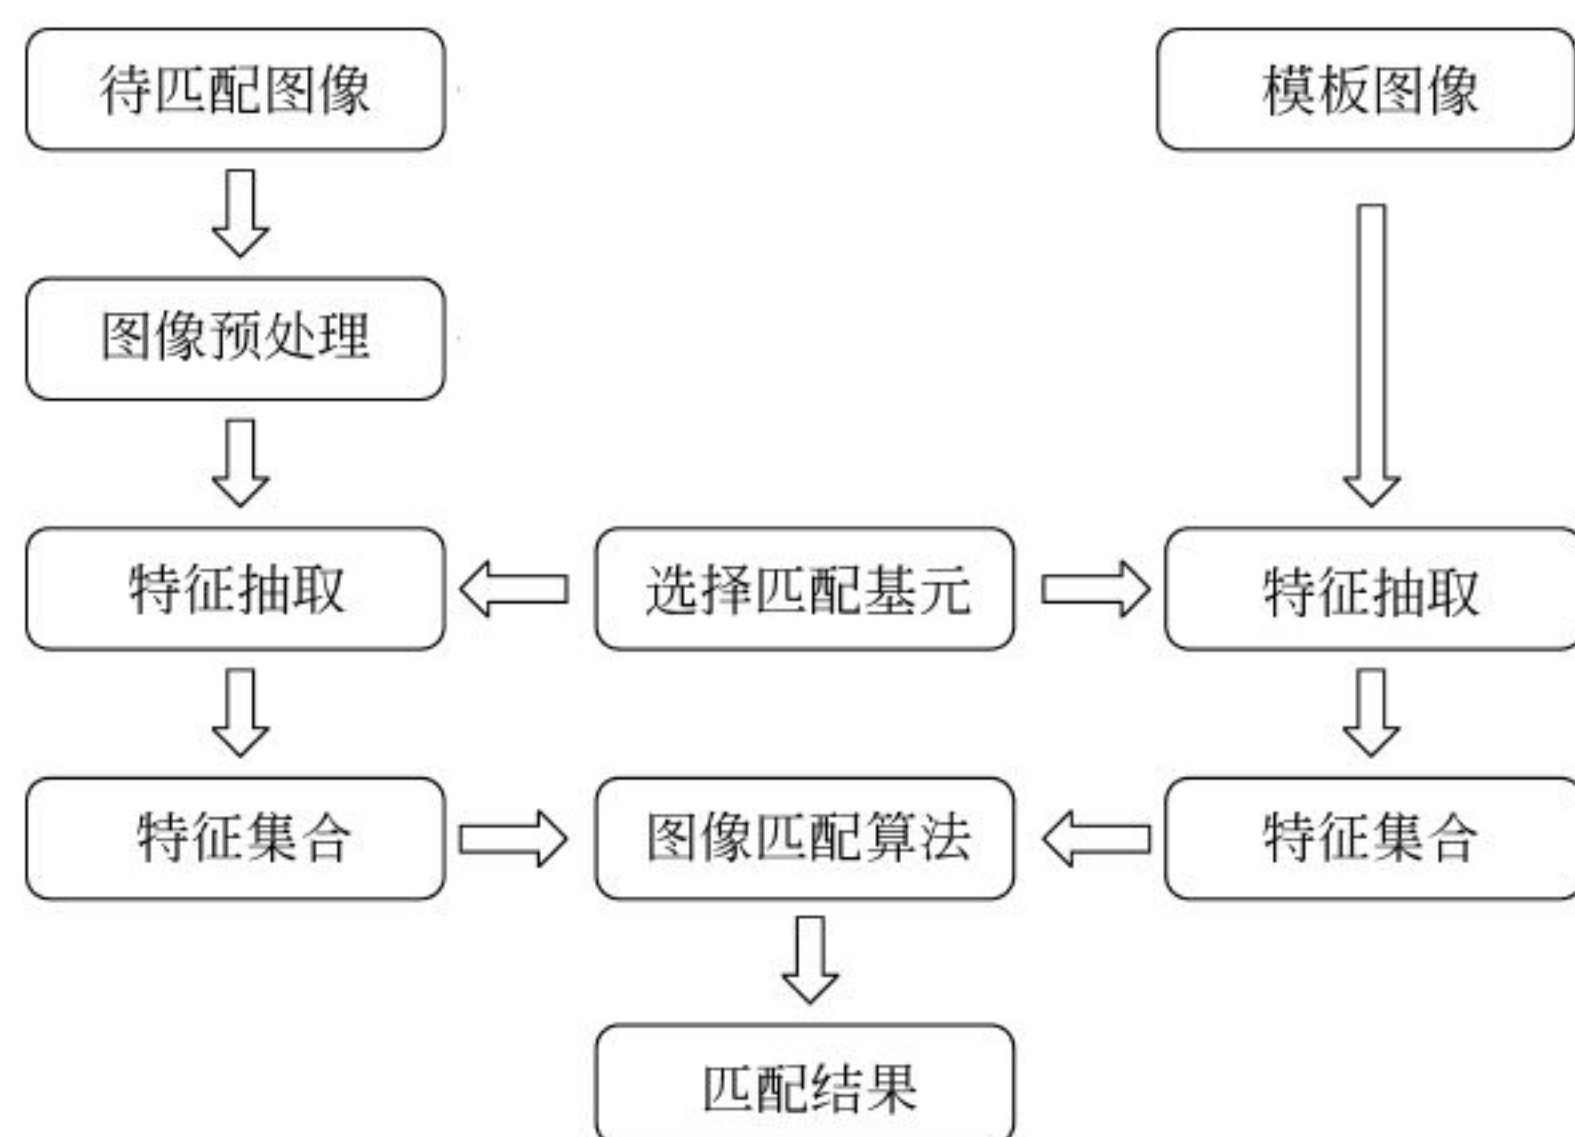 待匹配图像
模板图像
图像预处理
特征抽取
选择匹配基元
特征抽取
特征集合
图像匹配算法
特征集合
匹配结果